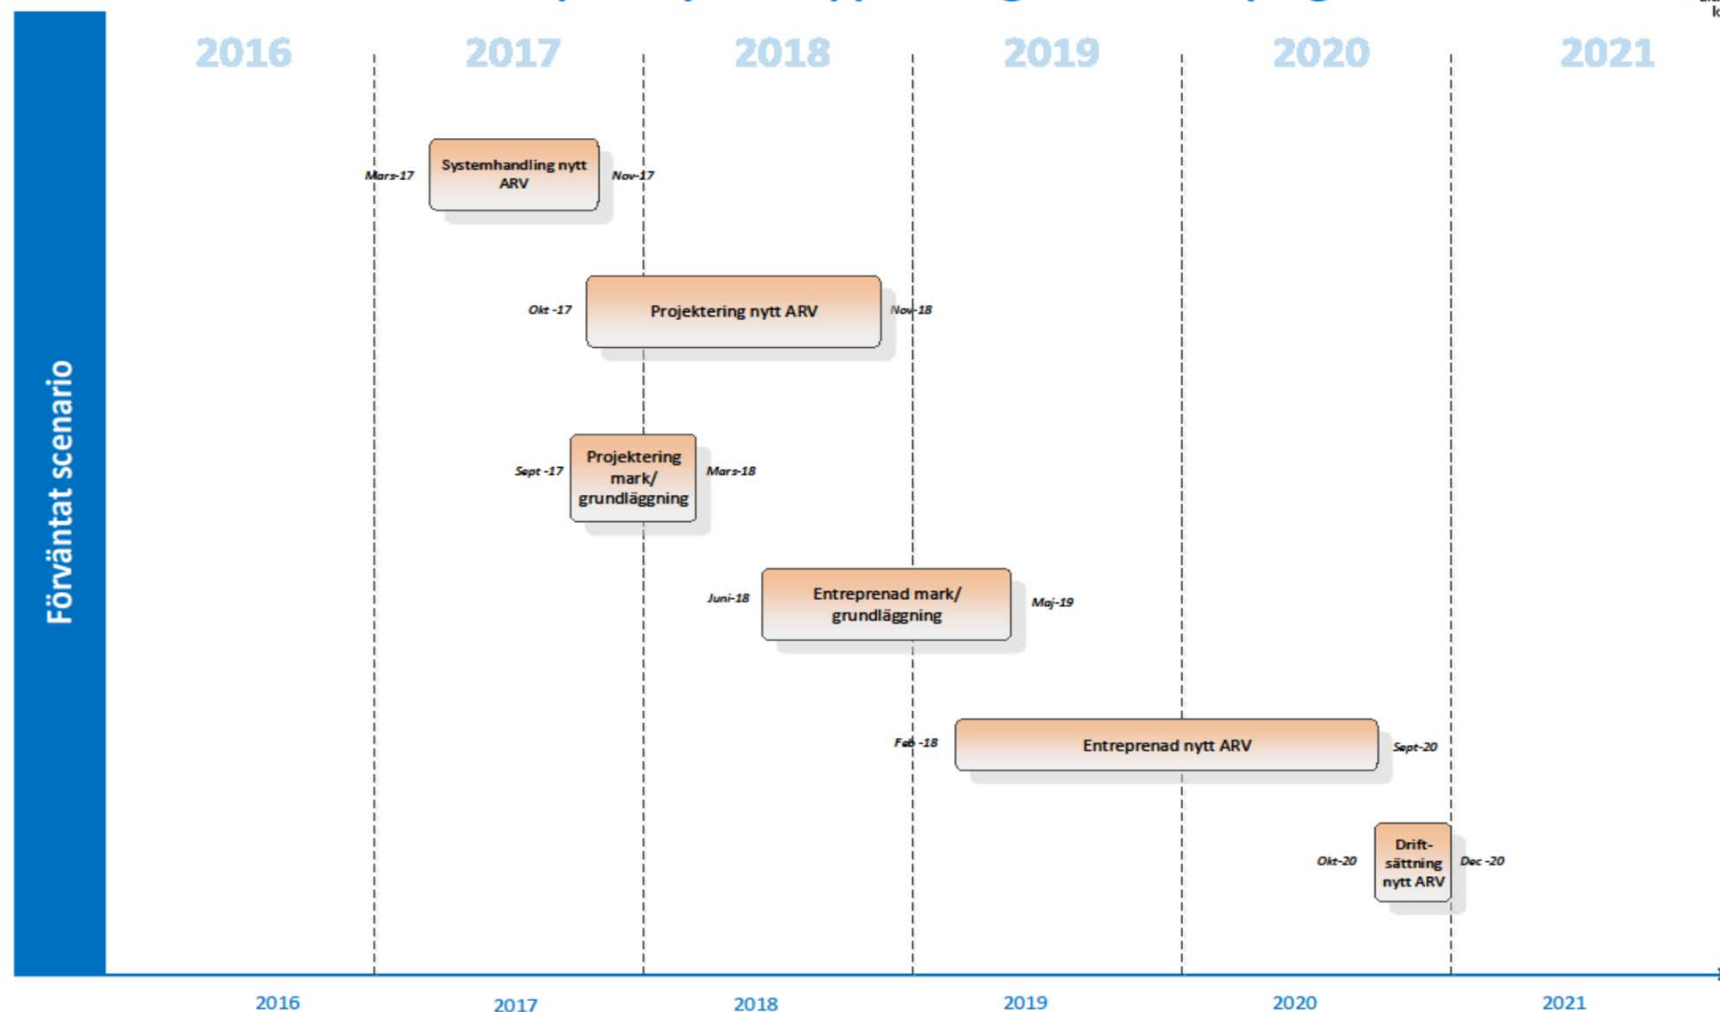 2016 2017 2018 2019 2020 2021
Förväntat scenario
Mars-17
Systemhandling nytt
ARV
Nov-17
Okt -17
Projektering nytt ARV
Nov-18
Sept -17
Projektering
mark/
grundläggning
Mars-18
Juni-18
Entreprenad mark/
grundläggning
Maj-19
Feb -18
Entreprenad nytt ARV
Sept-20
Okt-20
Drift-
sättning
nytt ARV
Dec -20
2016 2017 2018 2019 2020 2021